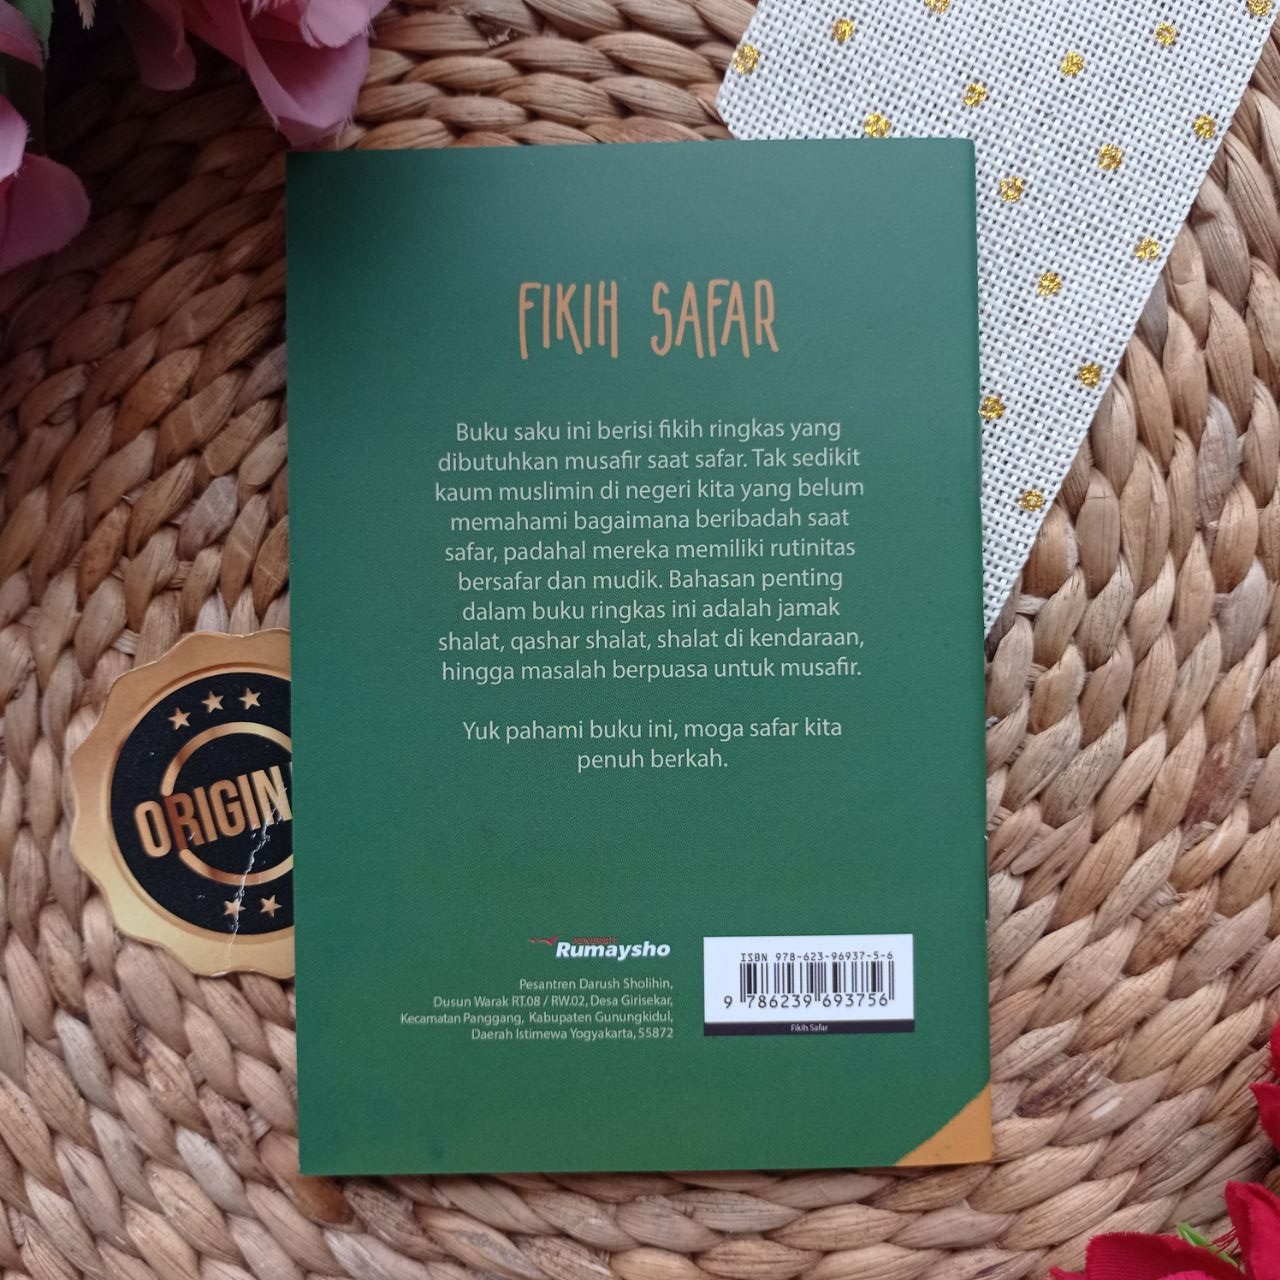 FIKIH SAFAR
Buku saku ini berisi fikih ringkas yang
dibutuhkan musafir saat safar. Tak sedikit
kaum muslimin di negeri kita yang belum
memahami bagaimana beribadah saat
safar, padahal mereka memiliki rutinitas
bersafar dan mudik. Bahasan penting
dalam buku ringkas ini adalah jamak
shalat, qashar shalat, shalat di kendaraan,
hingga masalah berpuasa untuk musafir.
Yuk pahami buku ini, moga safar kita
penuh berkah.
ORIGIN
Rumaysho
Pesantren Darush Sholihin,
Dusun Warak RT.08 / RW.02, Desa Girisekar,
Kecamatan Panggang, Kabupaten Gunungkidul,
Daerah Istimewa Yogyakarta, 55872
ISBN 978-623-96937-5-6
9 786239 693756
Fikih Safar